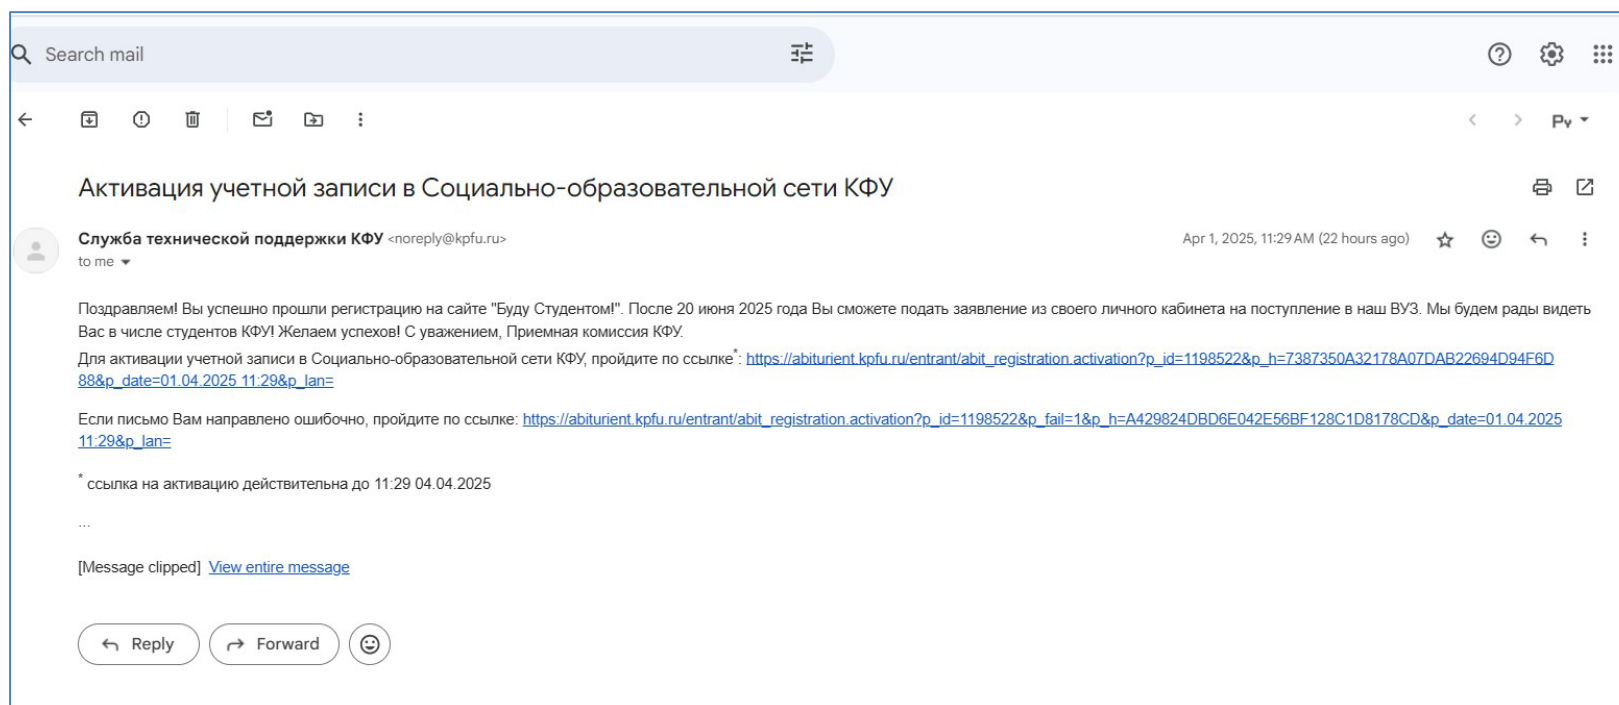 Search mail
Ру
Активация учетной записи в Социально-образовательной сети КФУ
Служба технической поддержки КФУ <noreply@kpfu.ru>
Apr 1, 2025, 11:29 AM (22 hours ago)
to me
Поздравляем! Вы успешно прошли регистрацию на сайте "Буду Студентом!". После 20 июня 2025 года Вы сможете подать заявление из своего личного кабинета на поступление в наш ВУЗ. Мы будем рады видеть
Вас в числе студентов КФУ! Желаем успехов! С уважением, Приемная комиссия КФУ.
Для активации учетной записи в Социально-образовательной сети КФУ, пройдите по ссылке*: https://abiturient.kpfu.ru/entrant/abit_registration.activation?p_id=1198522&p_h=7387350A32178A07DAB22694D94F6D
88&p_date=01.04.2025 11:29&p_lan=
Если письмо Вам направлено ошибочно, пройдите по ссылке: https://abiturient.kpfu.ru/entrant/abit_registration.activation?p_id=1198522&p_fail=1&p_h=A429824DBD6E042E56BF128C1D8178CD&p_date=01.04.2025
11:29&p_lan=
* ссылка на активацию действительна до 11:29 04.04.2025
...
[Message clipped] View entire message
Reply
Forward